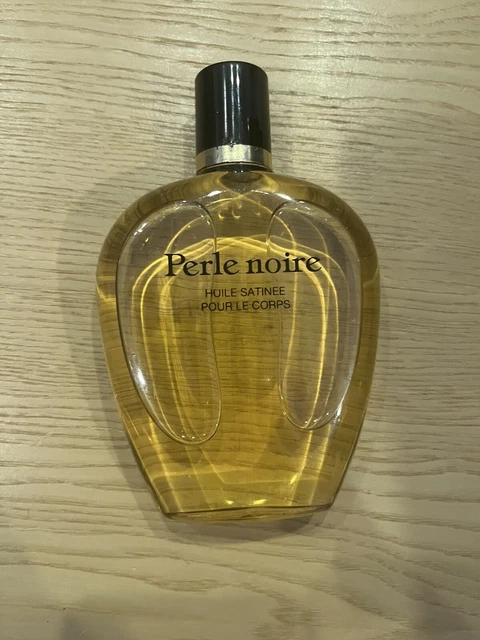 Perle noire
HUILE SATINEE
POUR LE CORPS